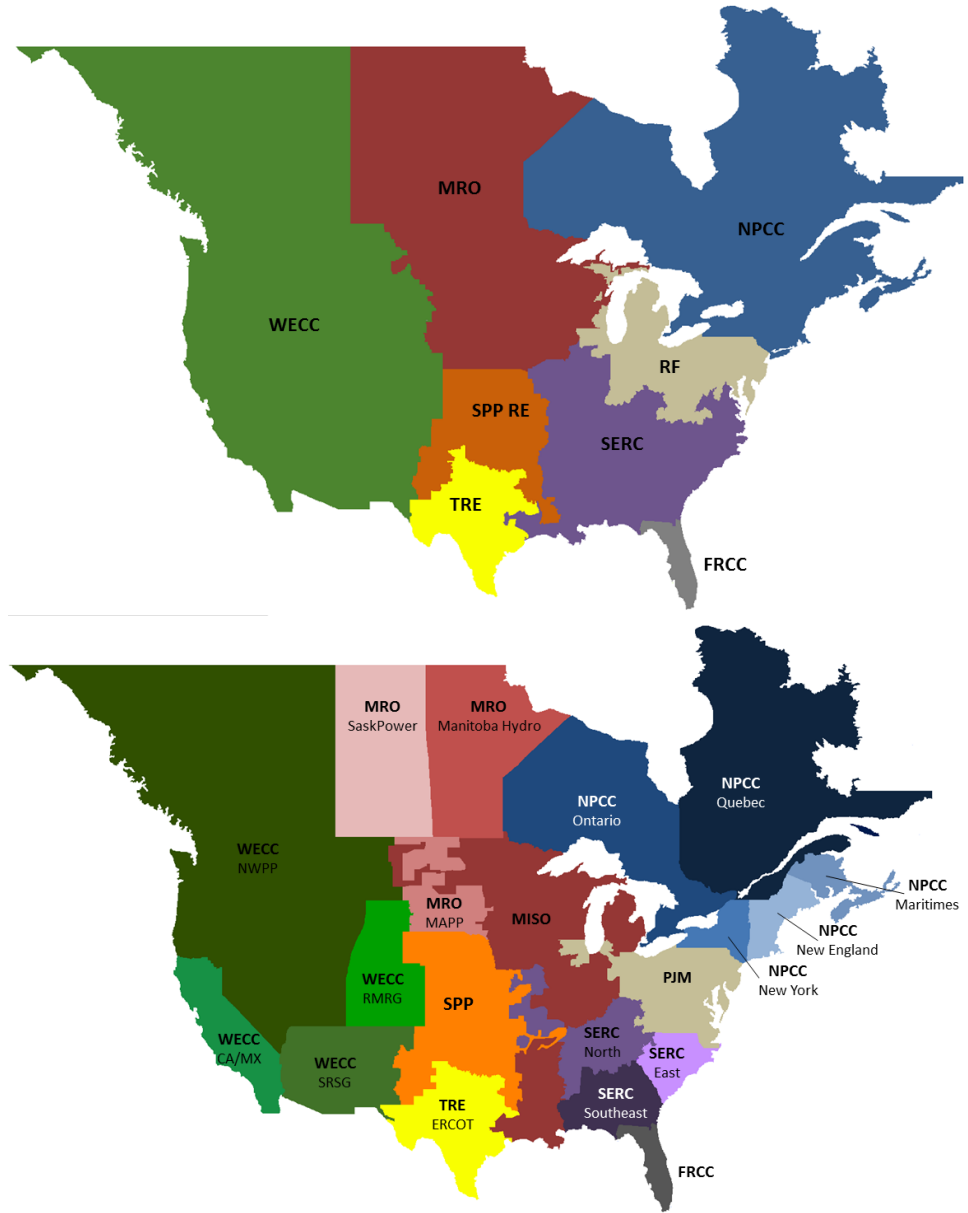 MRO
NPCC
WECC
RF
SPP RE
SERC
TRE
FRCC
MRO
SaskPower
MRO
Manitoba Hydro
NPCC
Quebec
NPCC
Ontario
WECC
NWPP
NPCC
Maritimes
MRO
MAPP
MISO
NPCC
New England
NPCC
New York
PJM
WECC
RMRG
SPP
WECC
CA/MX
SERC
North
SERC
East
WECC
SRSG
SERC
Southeast
TRE
ERCOT
FRCC